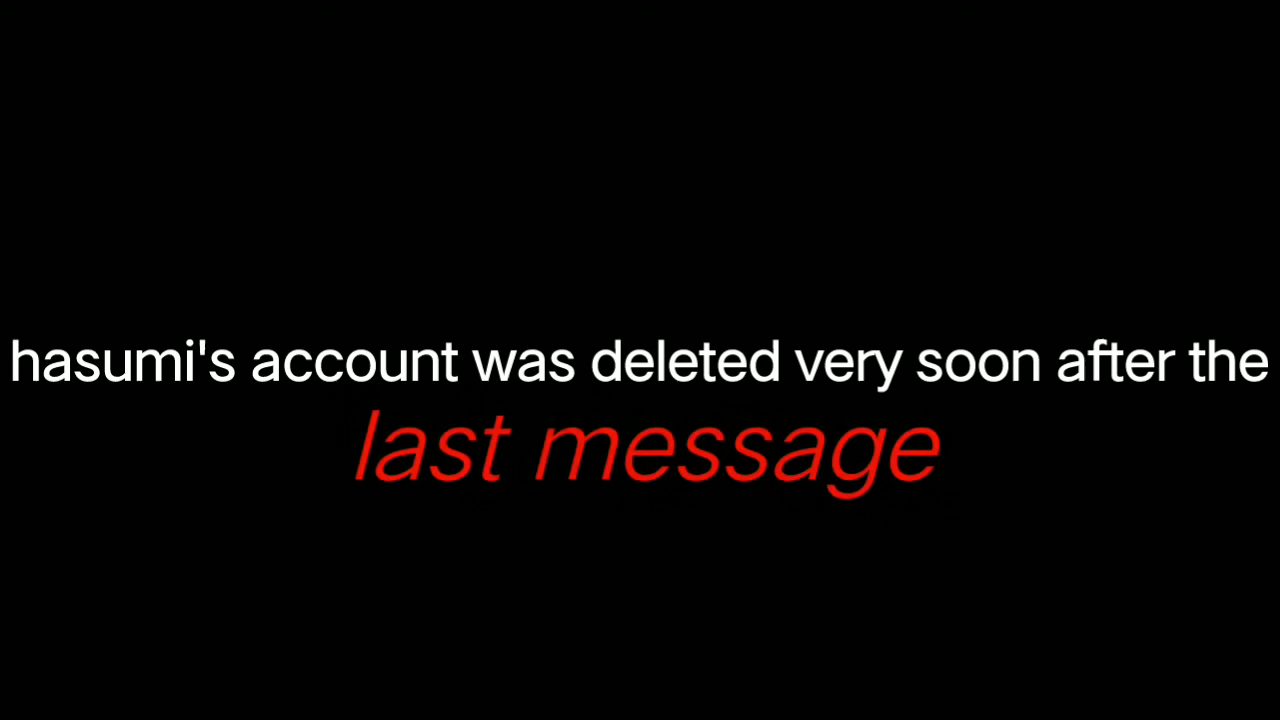 hasumi's account was deleted very soon after the
last message